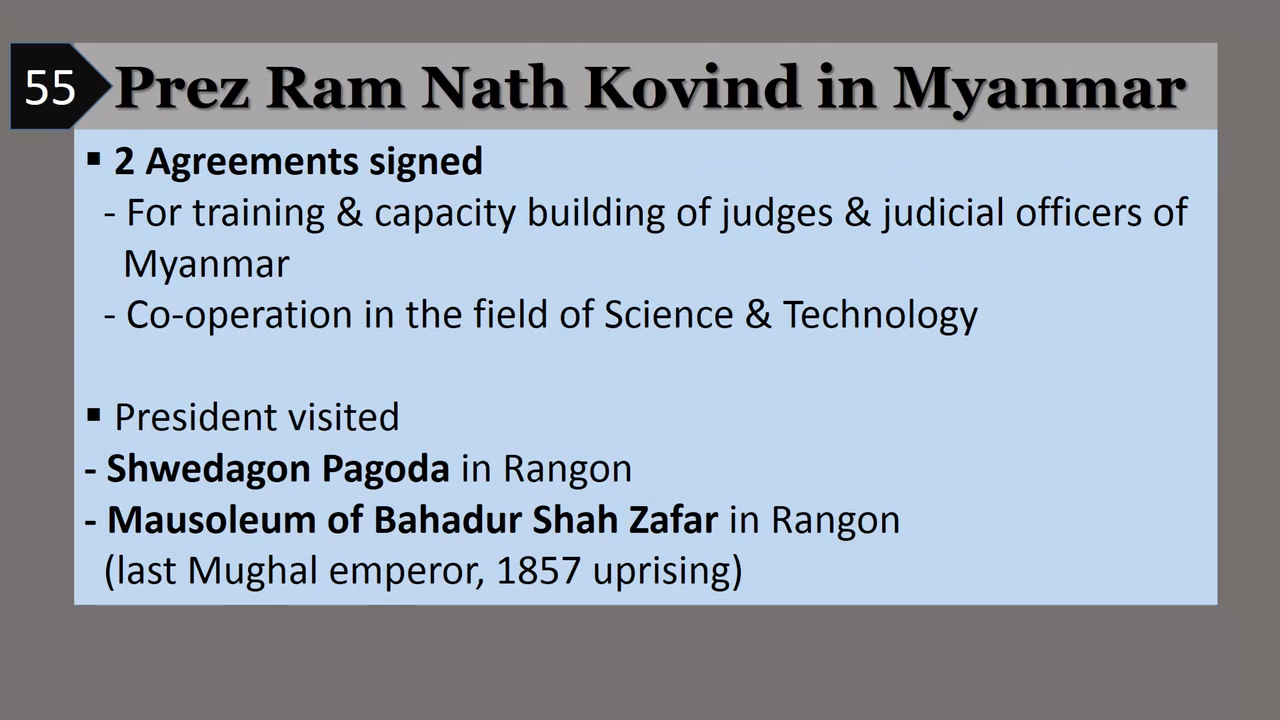 55
Prez Ram Nath Kovind in Myanmar
▪ 2 Agreements signed
- For training & capacity building of judges & judicial officers of
Myanmar
- Co-operation in the field of Science & Technology
▪ President visited
- Shwedagon Pagoda in Rangon
- Mausoleum of Bahadur Shah Zafar in Rangon
(last Mughal emperor, 1857 uprising)